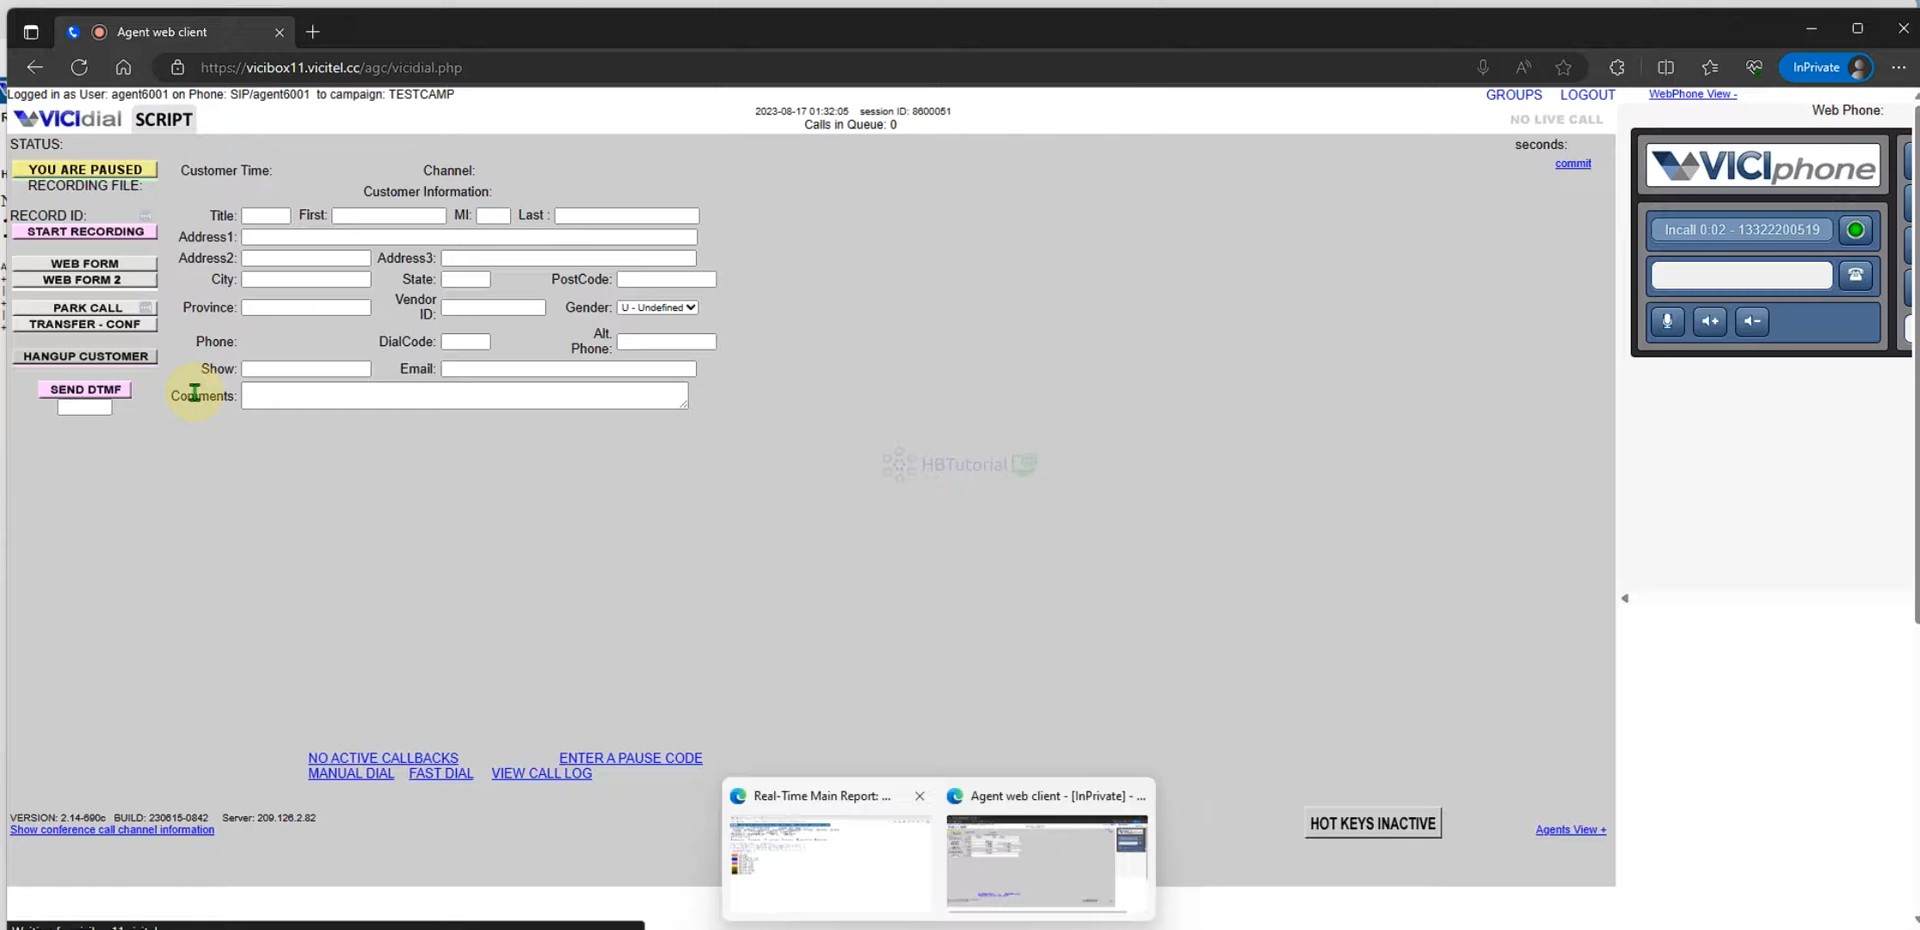 Agent web client
https://vicibox11.vicitel.cc/agc/vicidial.php
InPrivate
Logged in as User: agent6001 on Phone: SIP/agent6001 to campaign: TESTCAMP
GROUPS LOGOUT WebPhone View -
VICIdial SCRIPT
2023-08-17 01:32:05 session ID: 8600051
Calls in Queue: 0
NO LIVE CALL
Web Phone:
STATUS:
seconds:
YOU ARE PAUSED
Customer Time: Channel:
commit
VICIphone
RECORDING FILE:
Customer Information:
RECORD ID:
Title: First: MI: Last :
START RECORDING
Address1:
Incall 0:02 - 13322200519
Address2: Address3:
WEB FORM
WEB FORM 2
City: State: PostCode:
PARK CALL
Province: Vendor ID: Gender: U - Undefined
TRANSFER - CONF
Phone: DialCode: Alt. Phone:
HANGUP CUSTOMER
Show: Email:
SEND DTMF
Comments:
HBTutorial
NO ACTIVE CALLBACKS ENTER A PAUSE CODE
MANUAL DIAL FAST DIAL VIEW CALL LOG
Real-Time Main Report: ...
Agent web client - [InPrivate] - ...
VERSION: 2.14-690c BUILD: 230615-0842 Server: 209.126.2.82
Show conference call channel information
HOT KEYS INACTIVE
Agents View +